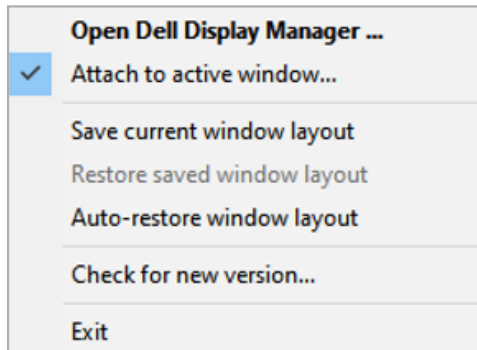 Open Dell Display Manager ...
Attach to active window...
Save current window layout
Restore saved window layout
Auto-restore window layout
Check for new version...
Exit